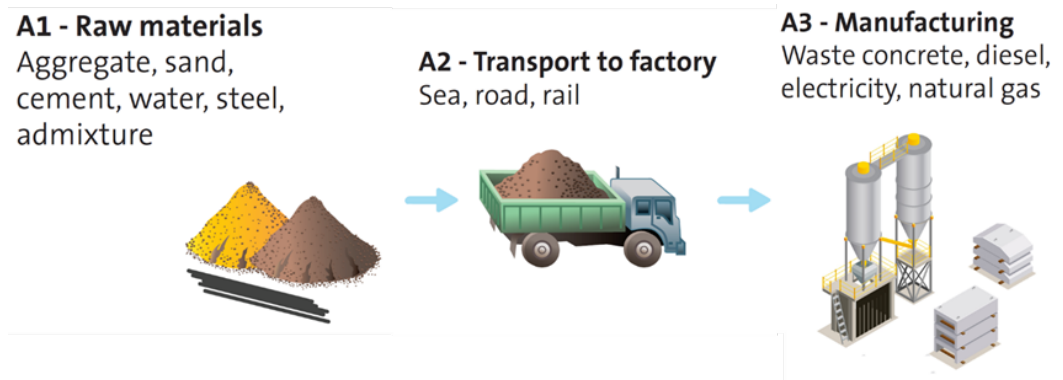 A1 - Raw materials
Aggregate, sand,
cement, water, steel,
admixture
A2 - Transport to factory
Sea, road, rail
A3 - Manufacturing
Waste concrete, diesel,
electricity, natural gas